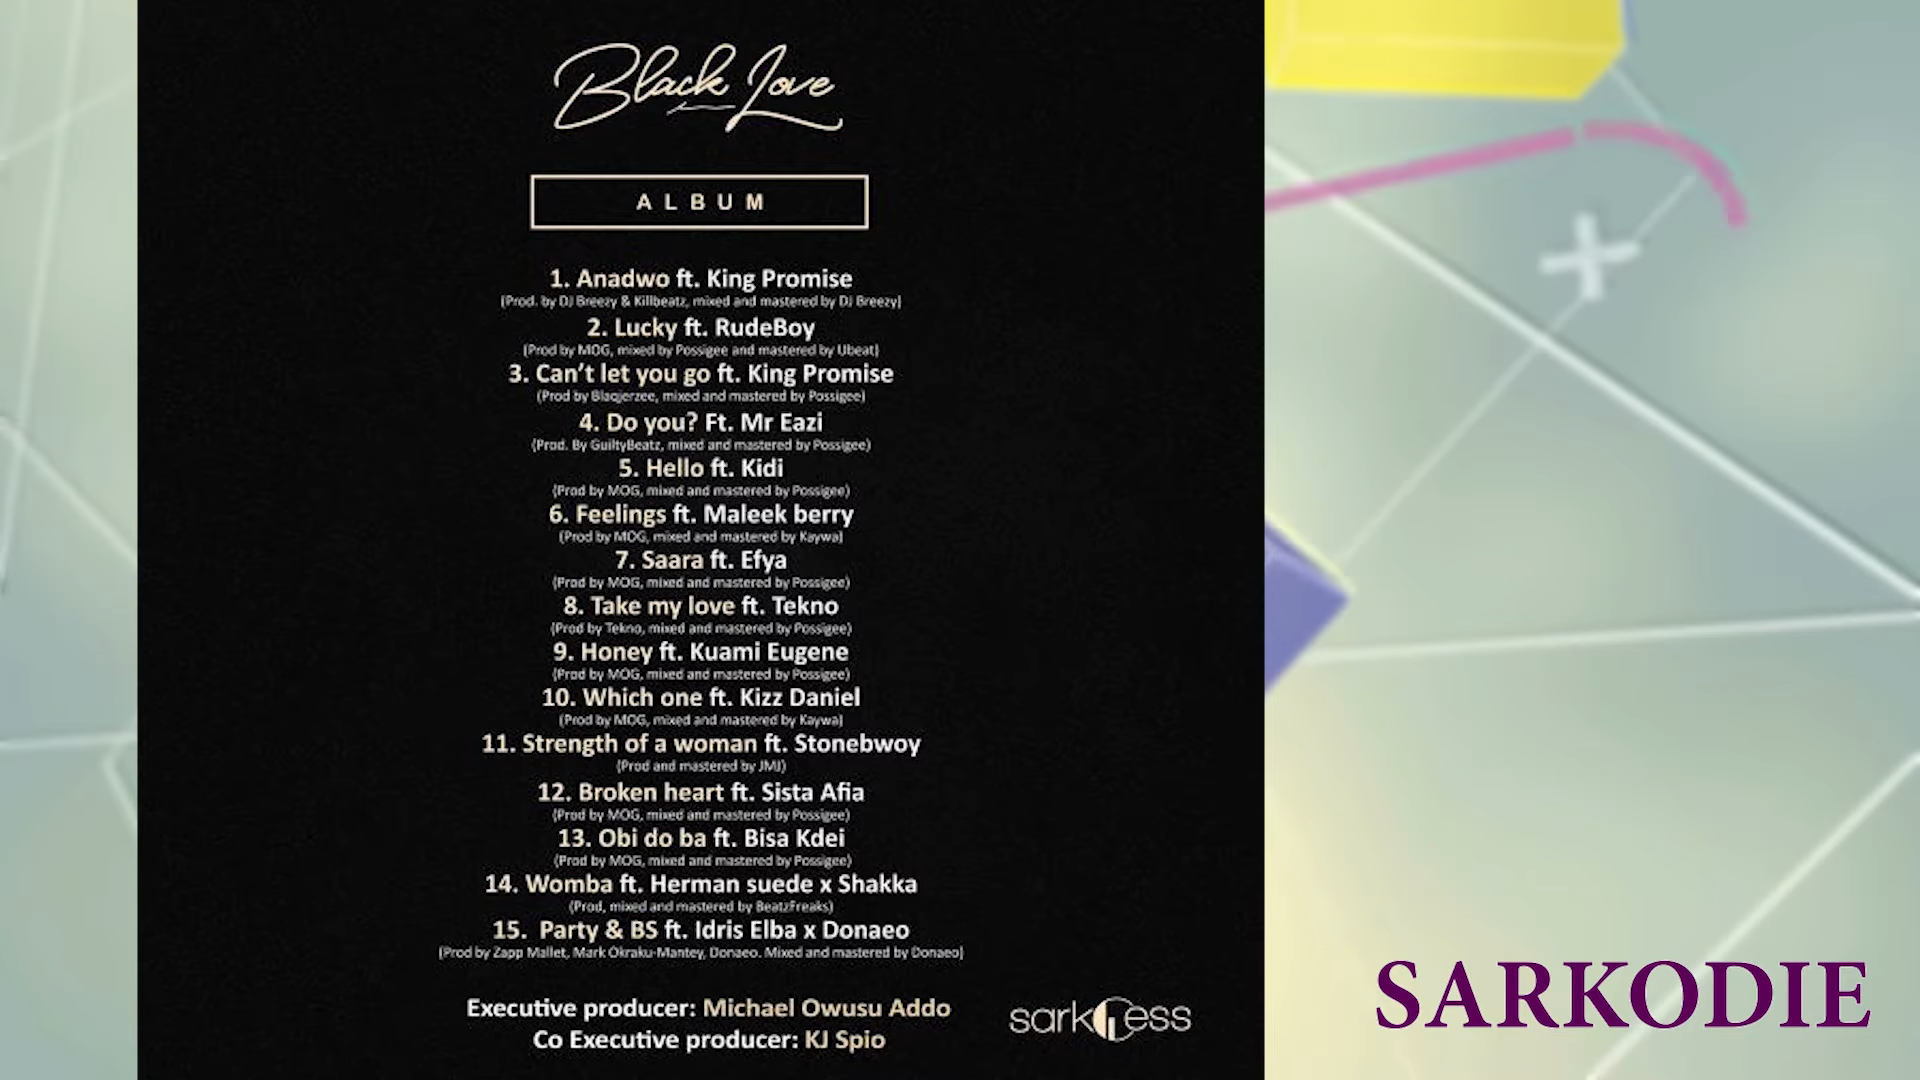 Black Love
ALBUM
1. Anadwo ft. King Promise
(Prod. by DJ Breezy & Killbeatz, mixed and mastered by DJ Breezy)
2. Lucky ft. RudeBoy
(Prod by MOG, mixed by Possigee and mastered by Ubeat)
3. Can't let you go ft. King Promise
(Prod by Blaqjerzee, mixed and mastered by Possigee)
4. Do you? Ft. Mr Eazi
(Prod. By GuiltyBeatz, mixed and mastered by Possigee)
5. Hello ft. Kidi
(Prod by MOG, mixed and mastered by Possigee)
6. Feelings ft. Maleek berry
(Prod by MOG, mixed and mastered by Kaywa)
7. Saara ft. Efya
(Prod by MOG, mixed and mastered by Possigee)
8. Take my love ft. Tekno
(Prod by Tekno, mixed and mastered by Possigee)
9. Honey ft. Kuami Eugene
(Prod by MOG, mixed and mastered by Possigee)
10. Which one ft. Kizz Daniel
(Prod by MOG, mixed and mastered by Kaywa)
11. Strength of a woman ft. Stonebwoy
(Prod and mastered by JMJ)
12. Broken heart ft. Sista Afia
(Prod by MOG, mixed and mastered by Possigee)
13. Obi do ba ft. Bisa Kdei
(Prod by MOG, mixed and mastered by Possigee)
14. Womba ft. Herman suede x Shakka
(Prod, mixed and mastered by BeatzFreaks)
15. Party & BS ft. Idris Elba x Donaeo
(Prod by Zapp Mallet, Mark Okraku-Mantey, Donaeo. Mixed and mastered by Donaeo)
Executive producer: Michael Owusu Addo
Co Executive producer: KJ Spio
sarkcess
SARKODIE